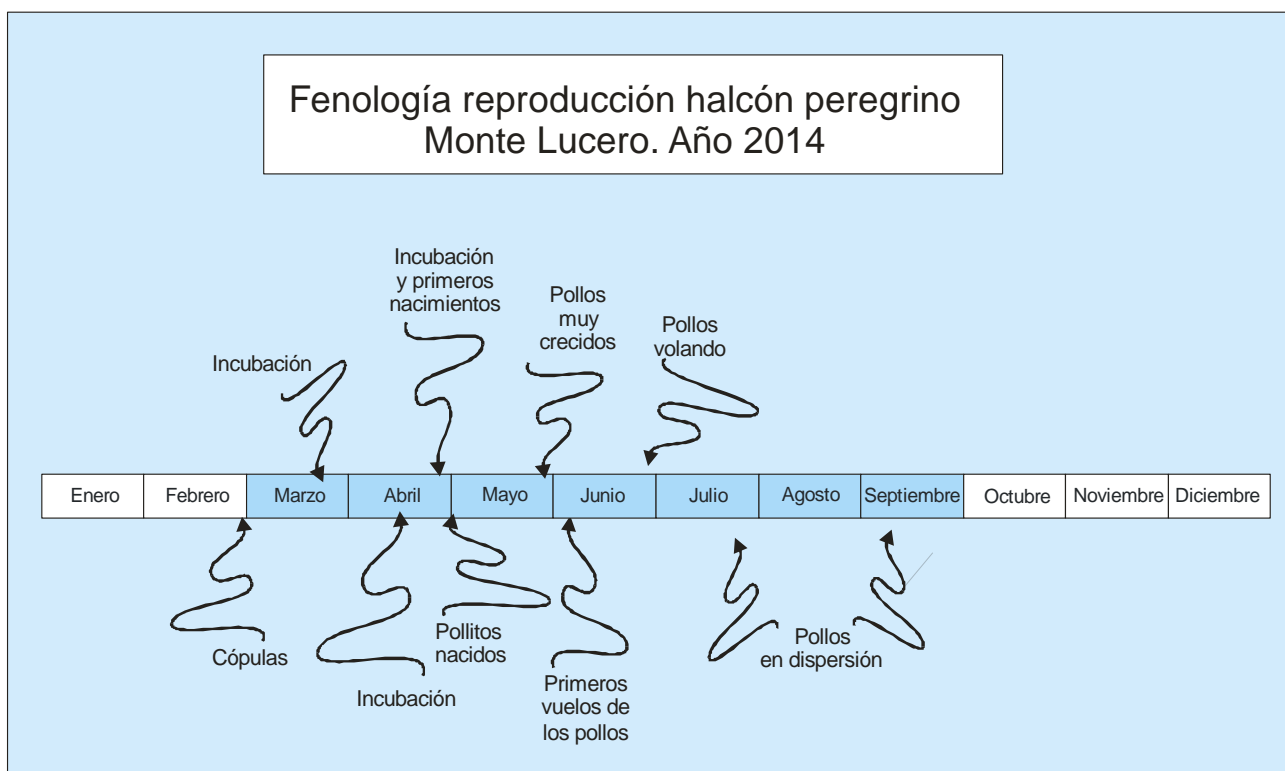 Fenología reproducción halcón peregrino
Monte Lucero. Año 2014
Incubación
y primeros
nacimientos
Pollos
muy
crecidos
Pollos
volando
Incubación
Enero
Febrero
Marzo
Abril
Mayo
Junio
Julio
Agosto
Septiembre
Octubre
Noviembre
Diciembre
Cópulas
Incubación
Pollitos
nacidos
Primeros
vuelos de
los pollos
Pollos
en dispersión